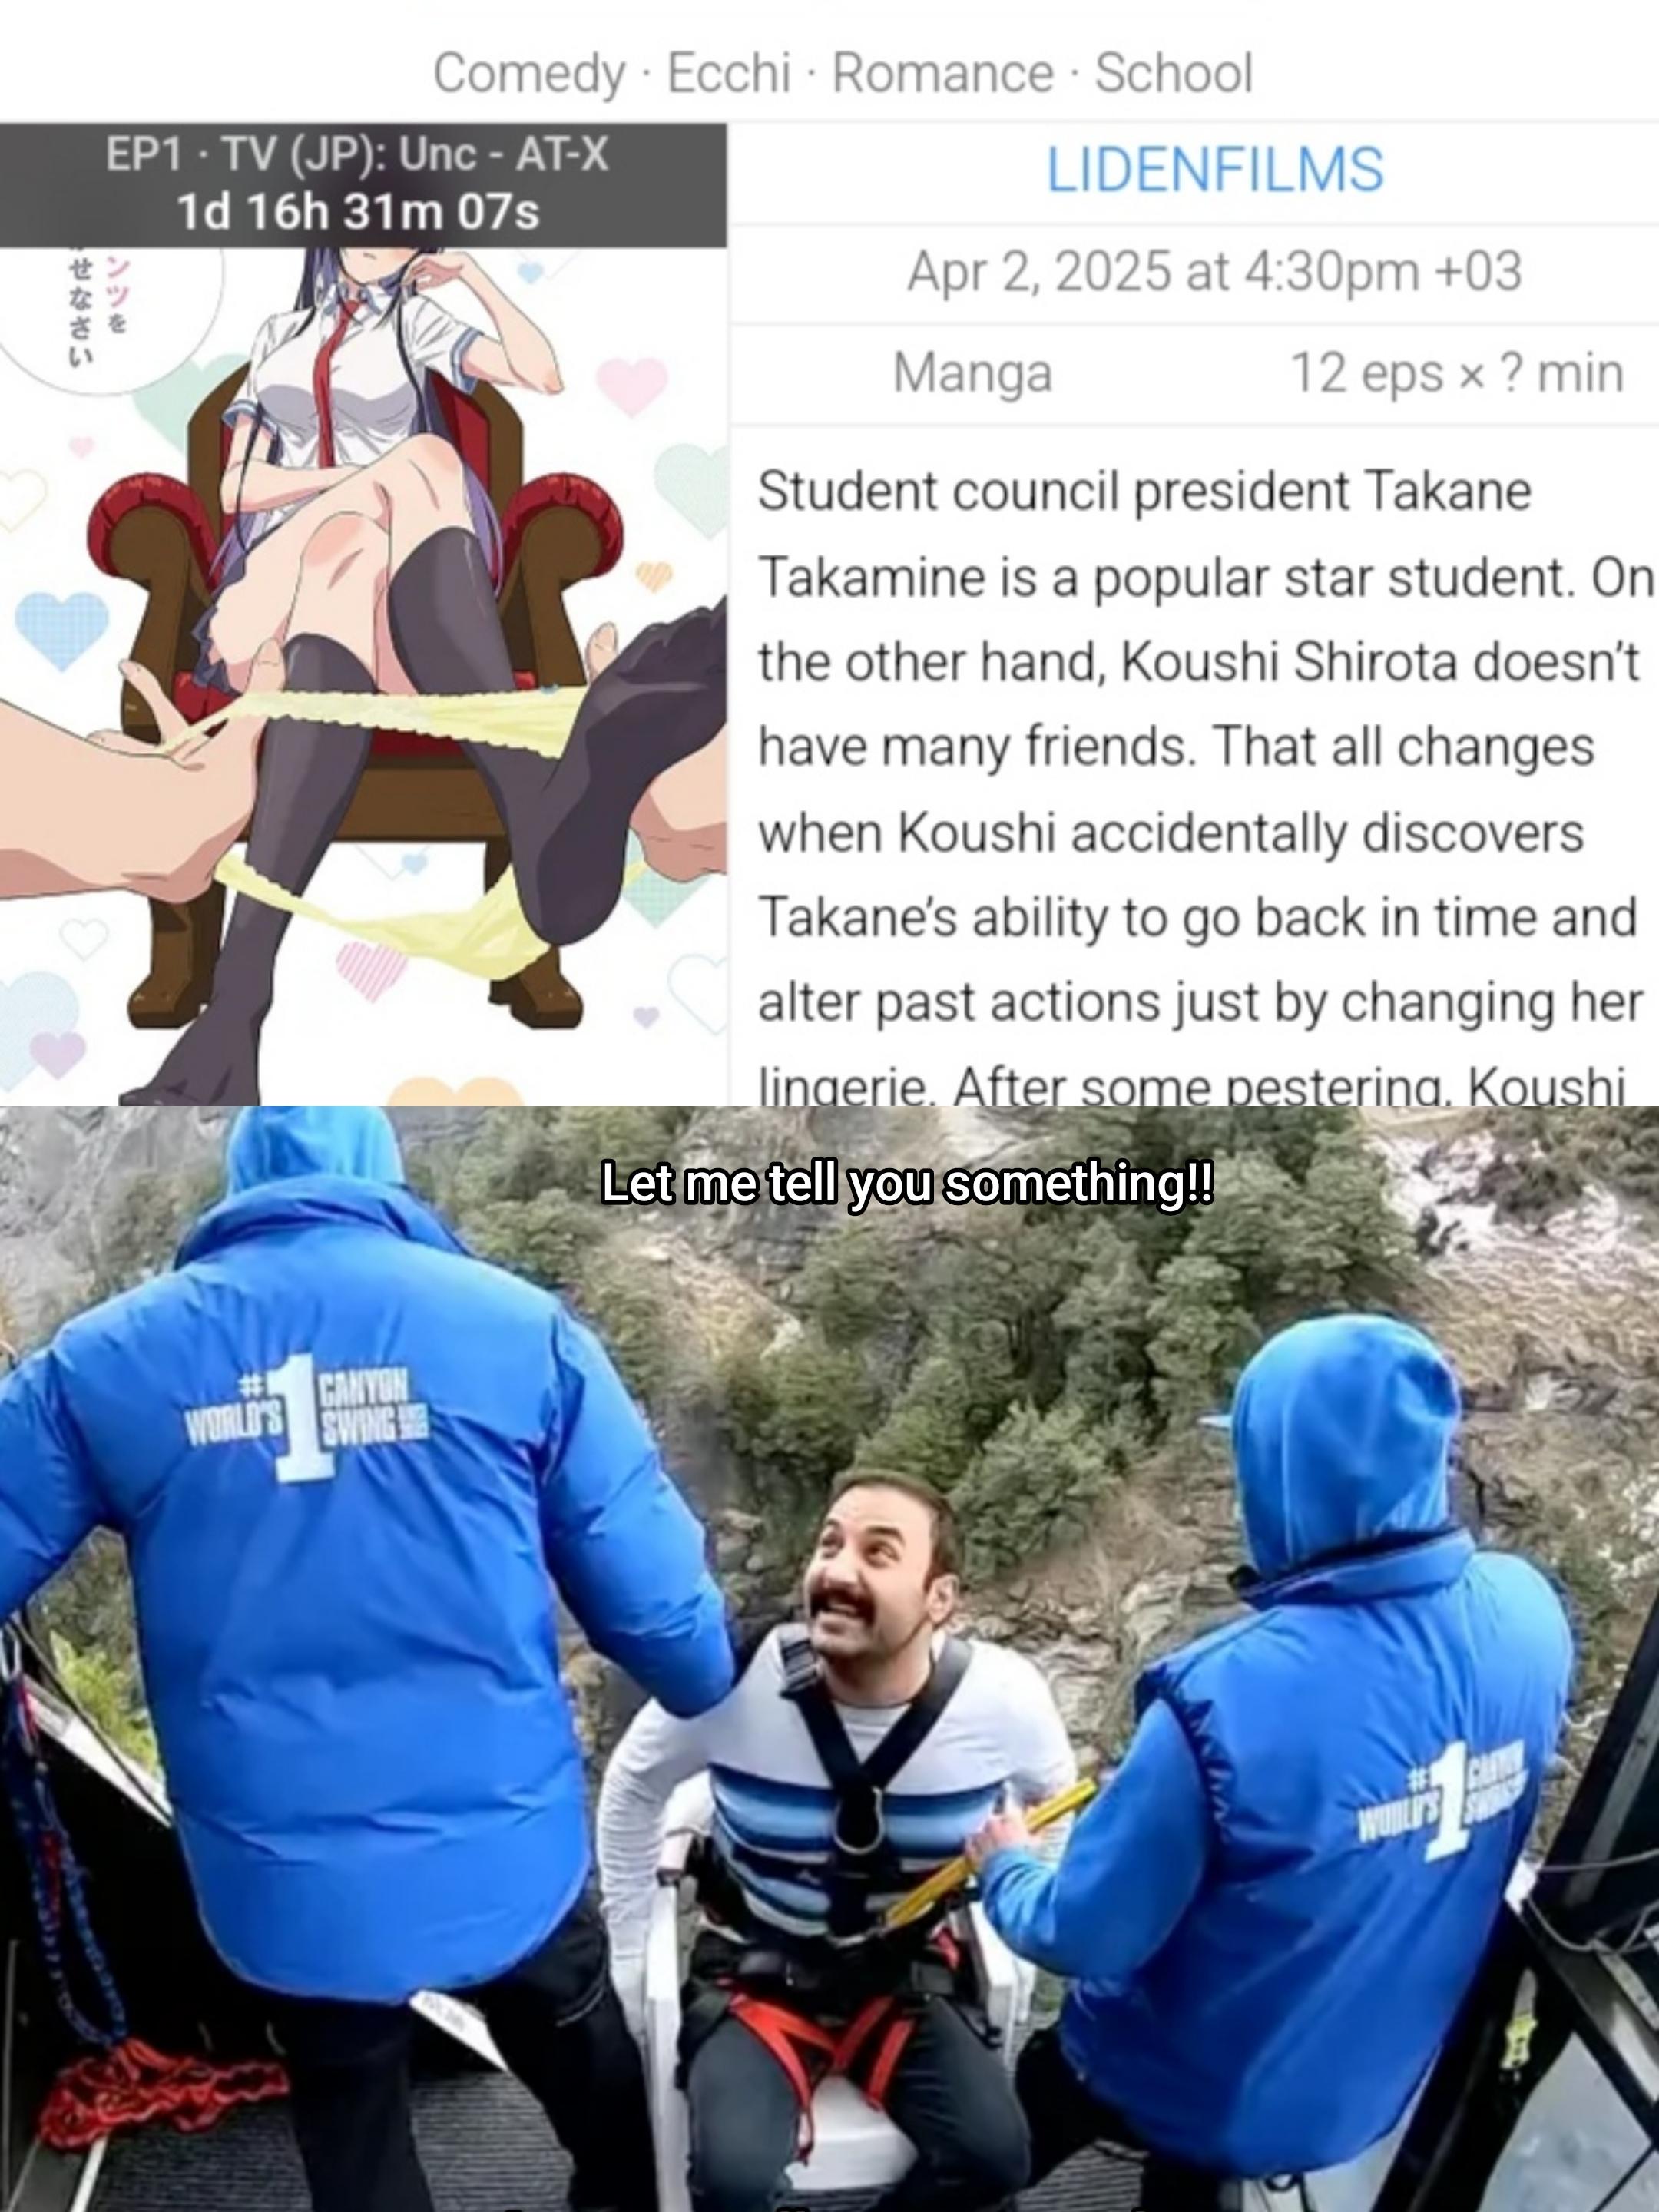 Comedy · Ecchi · Romance · School
EP1 · TV (JP): Unc - AT-X
1d 16h 31m 07s
ンツを
せなさい
LIDENFILMS
Apr 2, 2025 at 4:30pm +03
Manga
12 eps × ? min
Student council president Takane
Takamine is a popular star student. On
the other hand, Koushi Shirota doesn’t
have many friends. That all changes
when Koushi accidentally discovers
Takane’s ability to go back in time and
alter past actions just by changing her
lingerie. After some pestering, Koushi
Let me tell you something!!
#1
WORLD'S
CANYON
SWING
#1
WORLD'S
CANYON
SWING